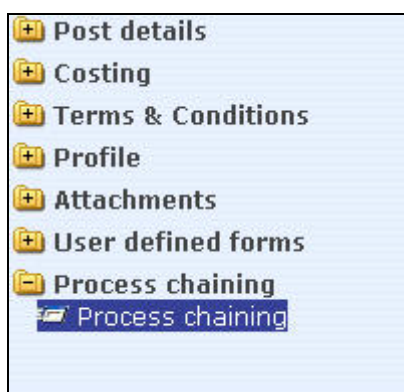 Post details
Costing
Terms & Conditions
Profile
Attachments
User defined forms
Process chaining
Process chaining